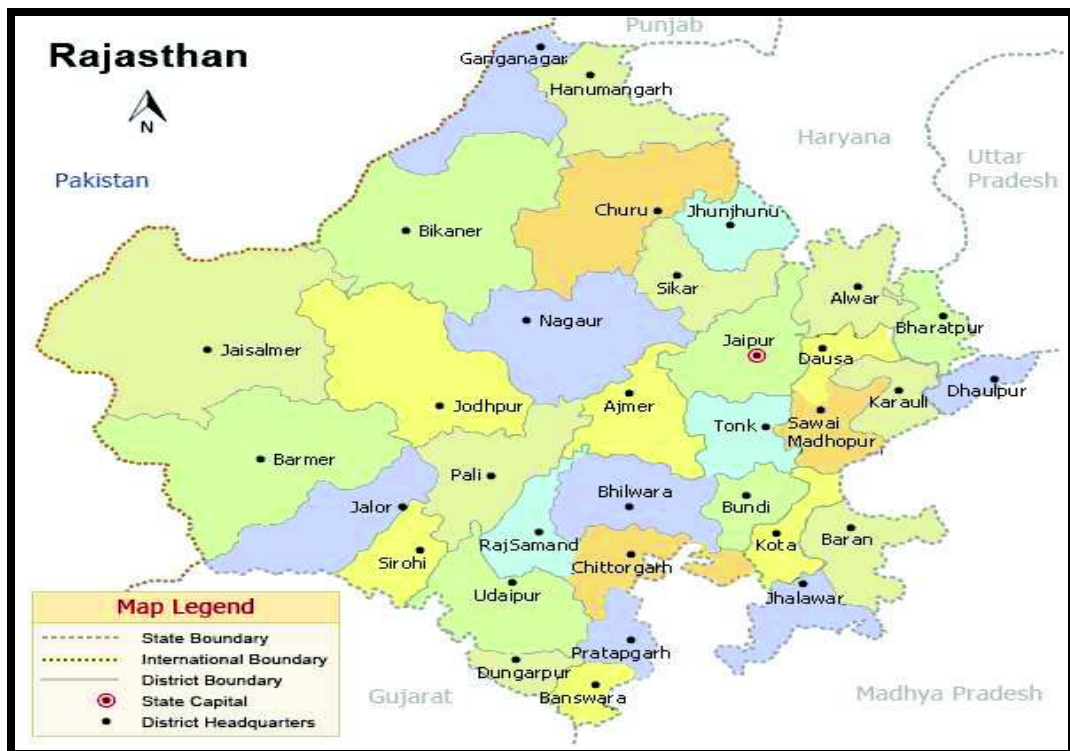 Rajasthan
N
Punjab
Ganganagar
Hanumangarh
Haryana
Uttar
Pradesh
Pakistan
Churu
Jhunjhunu
Bikaner
Sikar
Alwar
Nagaur
Bharatpur
Jaipur
Jaisalmer
Dausa
Dhaulpur
Karauli
Jodhpur
Ajmer
Sawai
Madhopur
Tonk
Barmer
Pali
Bhilwara
Jalor
Bundi
RajSamand
Kota
Baran
Sirohi
Chittorgarh
Udaipur
Jhalawar
Pratapgarh
Dungarpur
Banswara
Gujarat
Madhya Pradesh
Map Legend
State Boundary
International Boundary
District Boundary
State Capital
District Headquarters